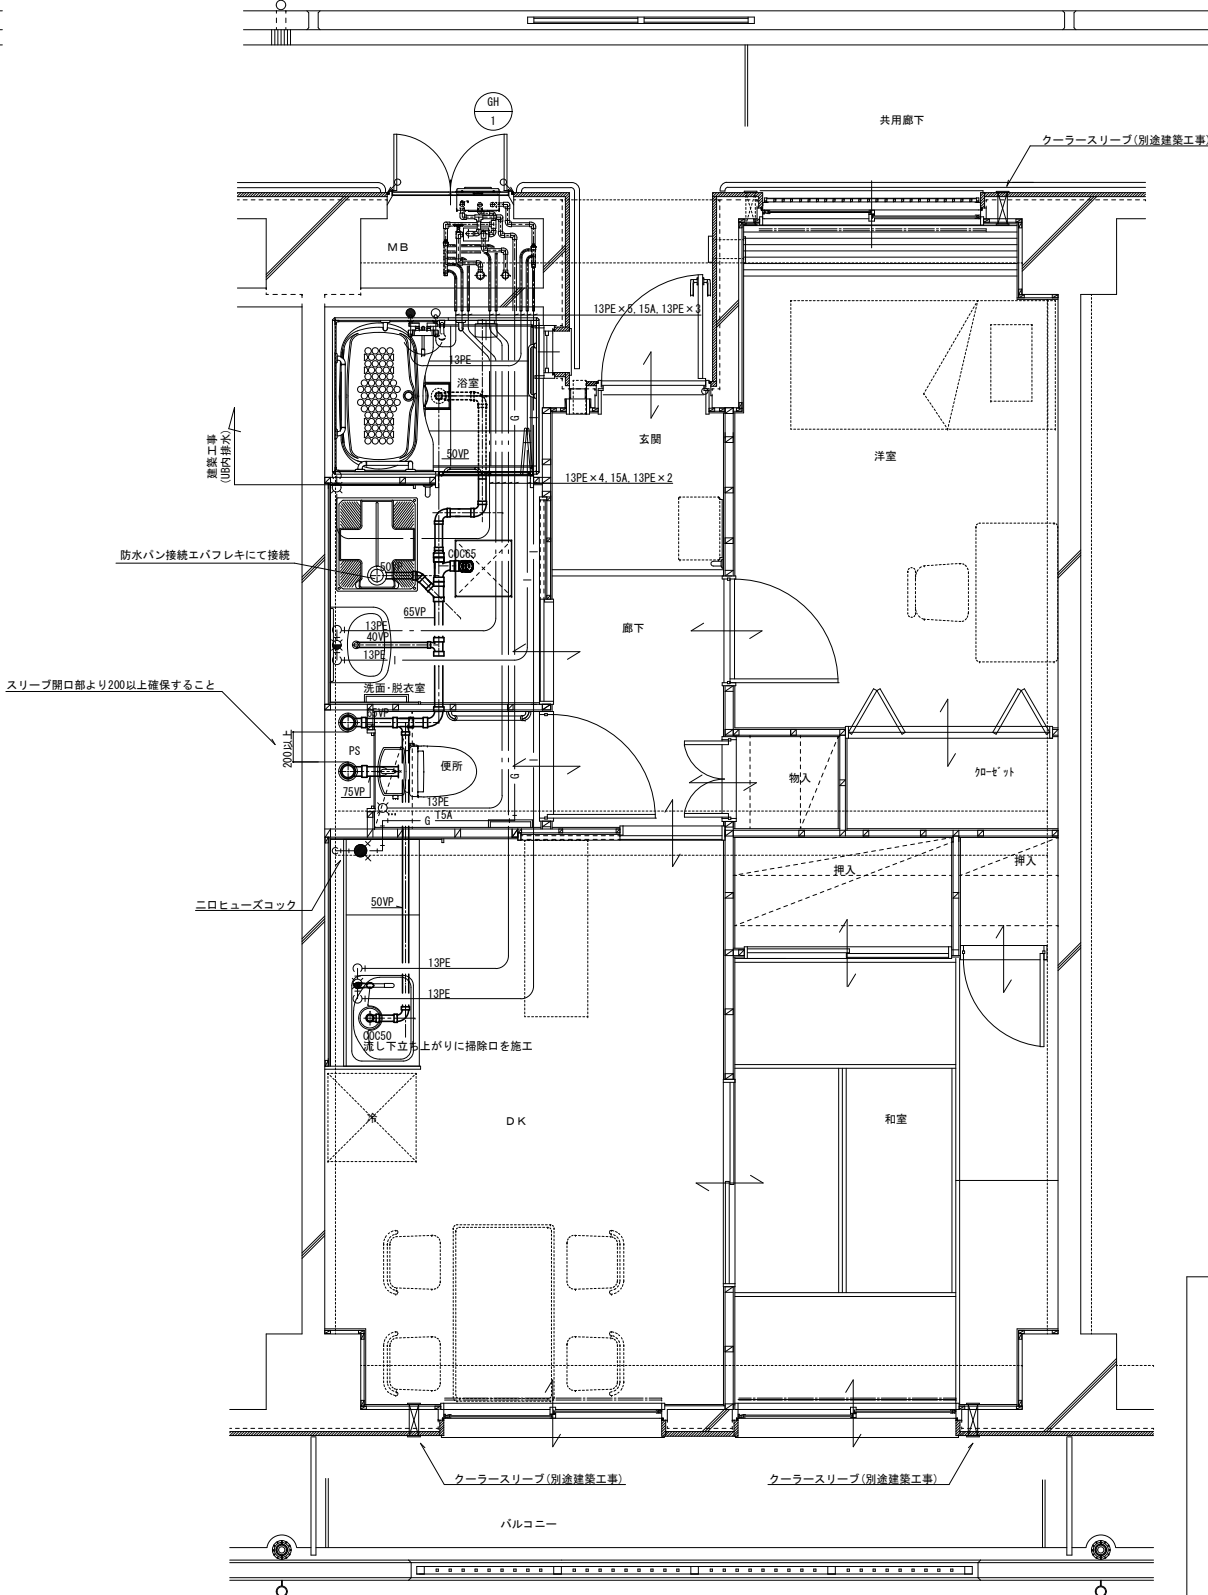 GH
1
共用廊下
クーラースリーブ(別途建築工事)
MB
13PE×5,15A,13PE×3
13PE
浴室
G
玄関
建築工事
(UB内排水)
50VP
洋室
13PE×4,15A,13PE×2
防水パン接続エバフレキにて接続
COC65
50VP
65VP
13PE
40VP
13PE
廊下
スリーブ開口部より200以上確保すること
洗面・脱衣室
65VP
200以上
PS
便所
G
75VP
13PE
G
15A
物入
クローゼット
押入
押入
二口ヒューズコック
50VP
13PE
13PE
COC50
流し下立ち上がりに掃除口を施工
冷
DK
和室
クーラースリーブ(別途建築工事)
クーラースリーブ(別途建築工事)
バルコニー